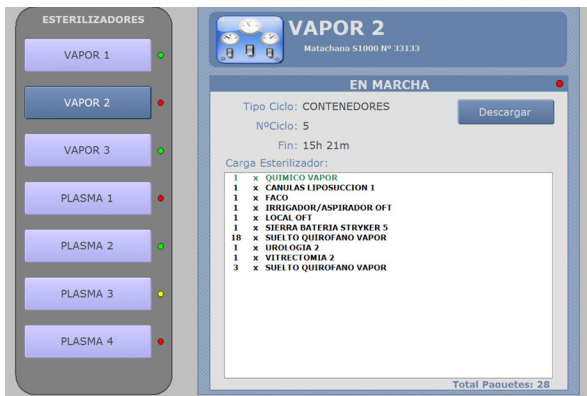 ESTERILIZADORES
VAPOR 1
VAPOR 2
VAPOR 3
PLASMA 1
PLASMA 2
PLASMA 3
PLASMA 4
VAPOR 2
Matachana S1000 Nº 33133
EN MARCHA
Tipo Ciclo: CONTENEDORES
Descargar
NºCiclo: 5
Fin: 15h 21m
Carga Esterilizador:
1 x QUIMICO VAPOR
1 x CANULAS LIPOSUCCION 1
1 x FACO
1 x IRRIGADOR/ASPIRADOR OFT
1 x LOCAL OFT
1 x SIERRA BATERIA STRYKER 5
18 x SUELTO QUIROFANO VAPOR
1 x UROLOGIA 2
1 x VITRECTOMIA 2
3 x SUELTO QUIROFANO VAPOR
Total Paquetes: 28